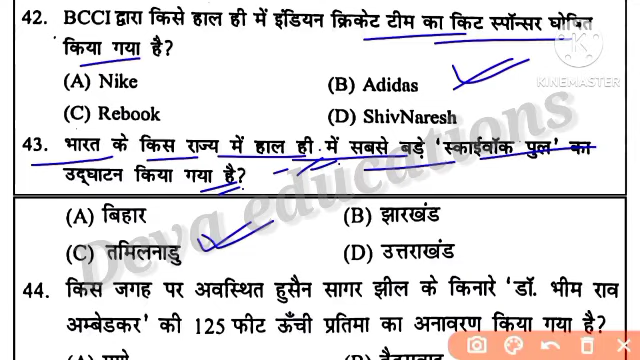 42. BCCI द्वारा किसे हाल ही में इंडियन क्रिकेट टीम का किट स्पॉन्सर घोषित
किया गया है?
(A) Nike (B) Adidas
(C) Rebook (D) ShivNaresh
43. भारत के किस राज्य में हाल ही में सबसे बड़े 'स्काईवॉक पुल' का
उद्घाटन किया गया है?
(A) बिहार (B) झारखंड
(C) तमिलनाडु (D) उत्तराखंड
44. किस जगह पर अवस्थित हुसैन सागर झील के किनारे 'डॉ. भीम राव
अम्बेडकर' की 125 फीट ऊँची प्रतिमा का अनावरण किया गया है?
Deva educations
KINEMASTER